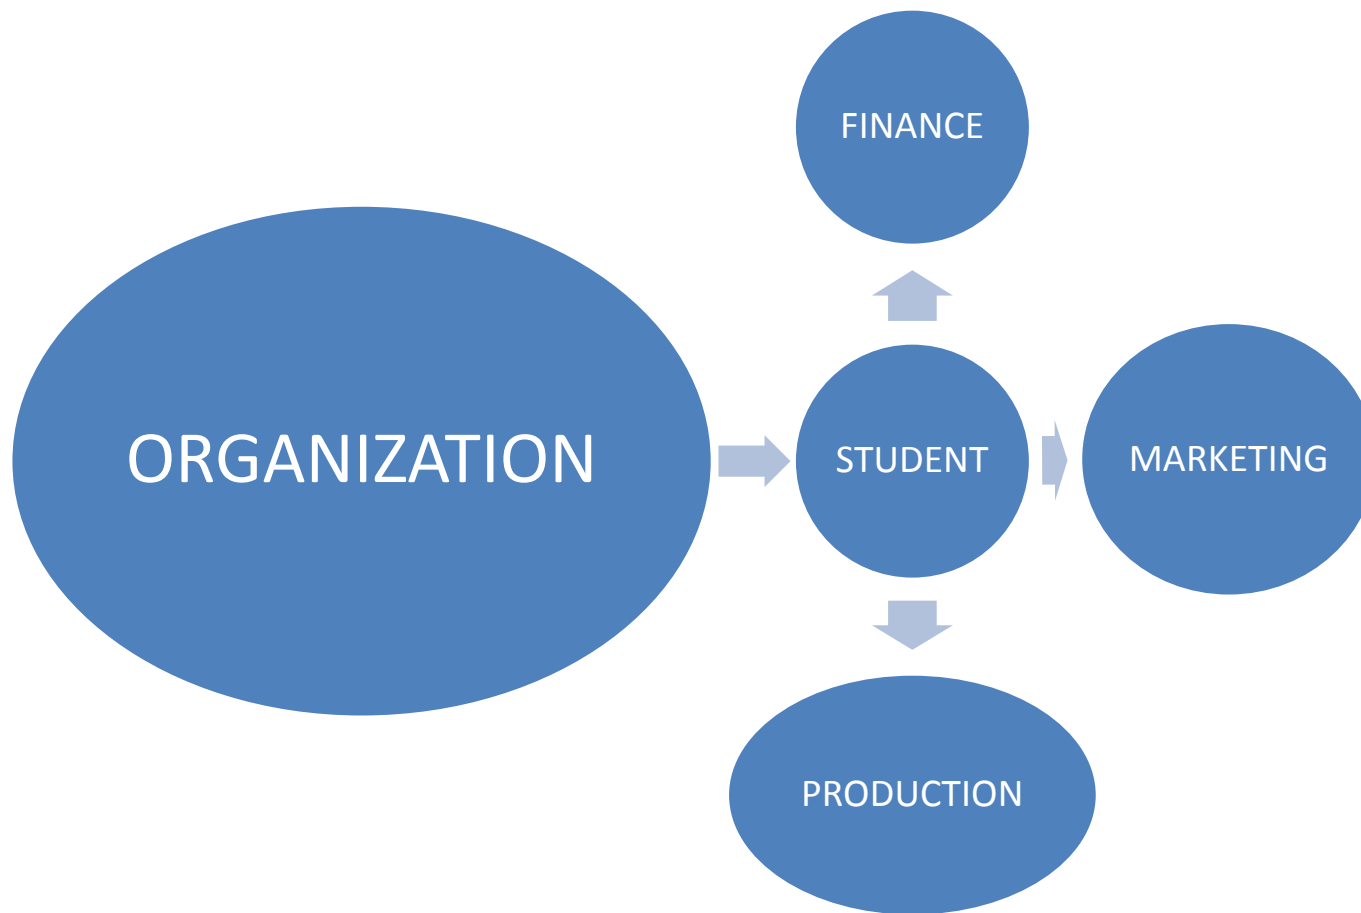 FINANCE
ORGANIZATION
STUDENT
MARKETING
PRODUCTION